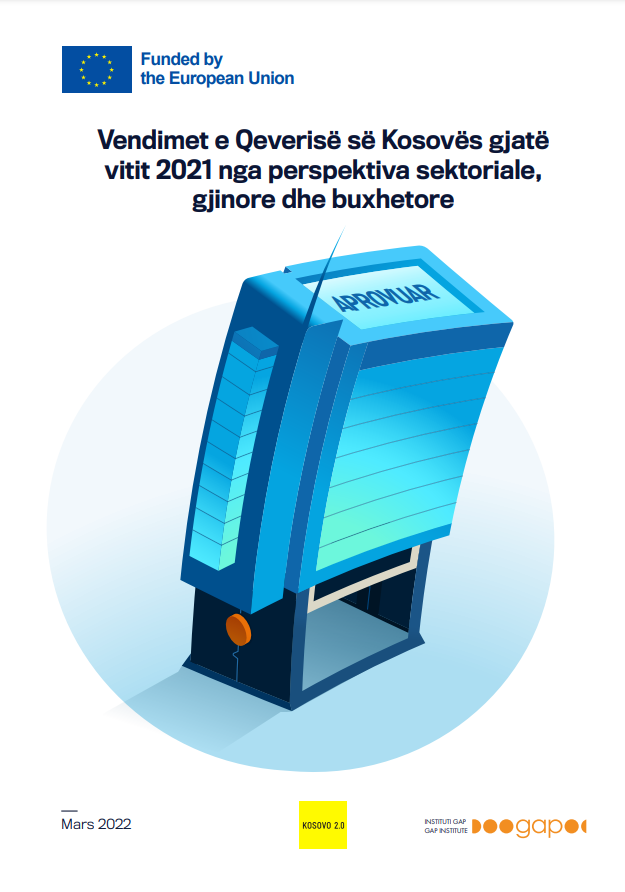 Funded by
the European Union
Vendimet e Qeverisë së Kosovës gjatë
vitit 2021 nga perspektiva sektoriale,
gjinore dhe buxhetore
APROVUAR
Mars 2022
KOSOVO 2.0
INSTITUTI GAP
GAP INSTITUTE
gap